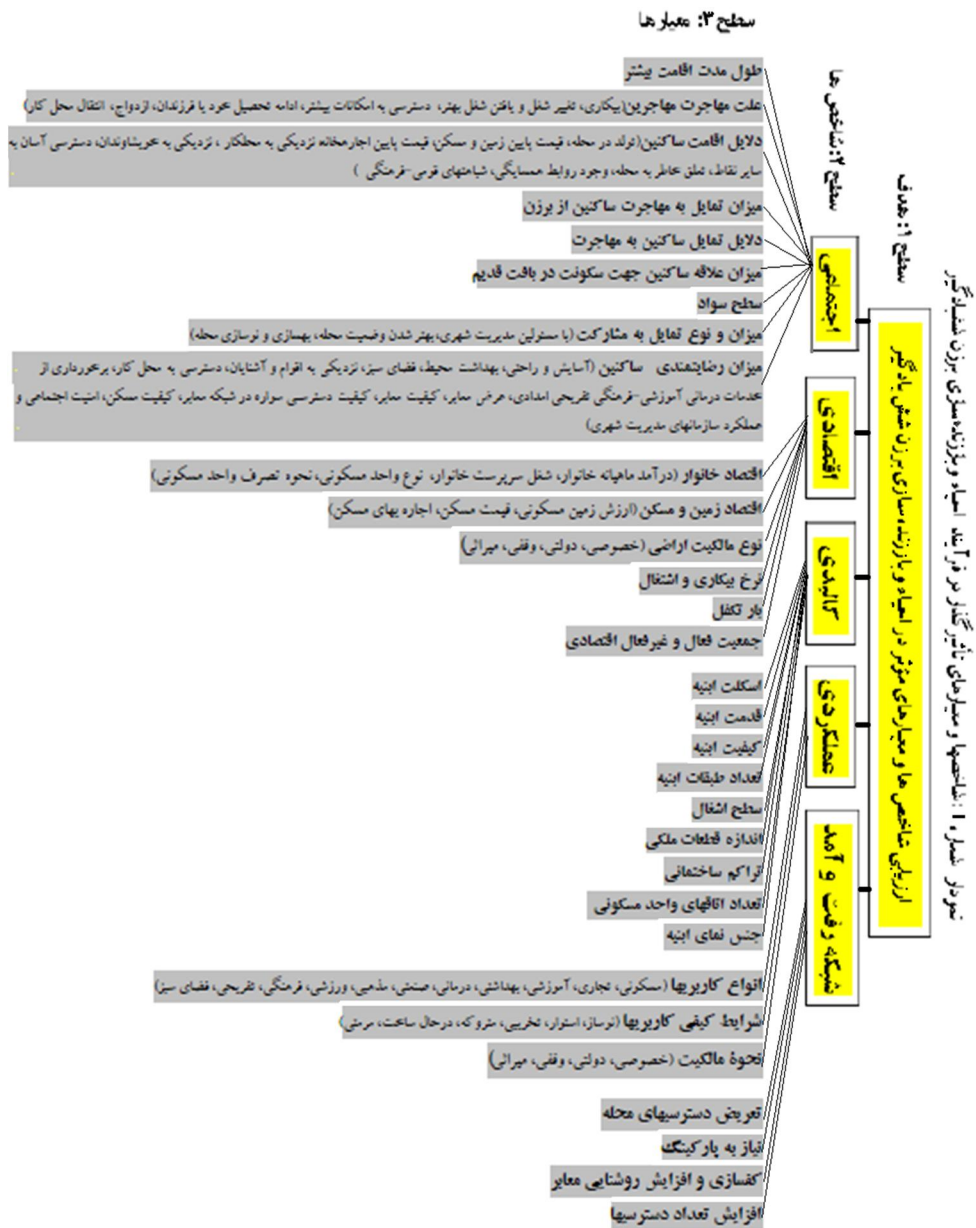 نمودار شماره ۱: شاخصها و معیارهای تأثیرگذار در فرآیند احیاء وبازنده‌سازی برزن ششبادگیر
سطح ۱: هدف
ارزیابی شاخص ها و معیارهای مؤثر در احیاء و باززنده‌سازی برزن شش بادگیر
سطح ۲: شاخص ها
اجتماعی
اقتصادی
کالبدی
عملکردی
شبکه رفت و آمد
سطح ۳: معیارها
طول مدت اقامت بیشتر
علت مهاجرت مهاجرین(بیکاری، تغییر شغل و یافتن شغل بهتر، دسترسی به امکانات بیشتر، ادامه تحصیل خود یا فرزندان، ازدواج، انتقال محل کار)
دلایل اقامت ساکنین(تولد در محله، قیمت پایین زمین و مسکن، قیمت پایین اجارهخانه نزدیکی به محلکار ، نزدیکی به خویشاوندان، دسترسی آسان به
سایر نقاط، تعلق خاطر به محله، وجود روابط همسایگی، شباهتهای قومی-فرهنگی )
میزان تمایل به مهاجرت ساکنین از برزن
دلایل تمایل ساکنین به مهاجرت
میزان علاقه ساکنین جهت سکونت در بافت قدیم
سطح سواد
میزان و نوع تمایل به مشارکت (با مسئولین مدیریت شهری، بهتر شدن وضعیت محله، بهسازی و نوسازی محله)
میزان رضایتمندی ساکنین (آسایش و راحتی، بهداشت محیط، فضای سبز، نزدیکی به اقوام و آشنایان، دسترسی به محل کار، برخورداری از
خدمات درمانی آموزشی-فرهنگی تفریحی امدادی، عرض معابر، کیفیت معابر، کیفیت دسترسی سواره در شبکه معابر، کیفیت مسکن، امنیت اجتماعی و
عملکرد سازمانهای مدیریت شهری)
اقتصاد خانوار (درآمد ماهیانه خانوار، شغل سرپرست خانوار، نوع واحد مسکونی، نحوه تصرف واحد مسکونی)
اقتصاد زمین و مسکن (ارزش زمین مسکونی، قیمت مسکن، اجاره بهای مسکن)
نوع مالکیت اراضی (خصوصی، دولتی، وقفی، میراثی)
نرخ بیکاری و اشتغال
بار تکفل
جمعیت فعال و غیرفعال اقتصادی
اسکلت ابنیه
قدمت ابنیه
کیفیت ابنیه
تعداد طبقات ابنیه
سطح اشغال
اندازه قطعات ملکی
تراکم ساختمانی
تعداد اتاقهای واحد مسکونی
جنس نمای ابنیه
انواع کاربریها (مسکونی، تجاری، آموزشی، بهداشتی، درمانی، صنعتی، مذهبی، ورزشی، فرهنگی، تفریحی، فضای سبز)
شرایط کیفی کاربریها (نوساز، استوار، تخریبی، متروکه، درحال ساخت، مرمتی)
نحوهٔ مالکیت (خصوصی، دولتی، وقفی، میراثی)
تعریض دسترسیهای محله
نیاز به پارکینگ
کفسازی و افزایش روشنایی معابر
افزایش تعداد دسترسیها